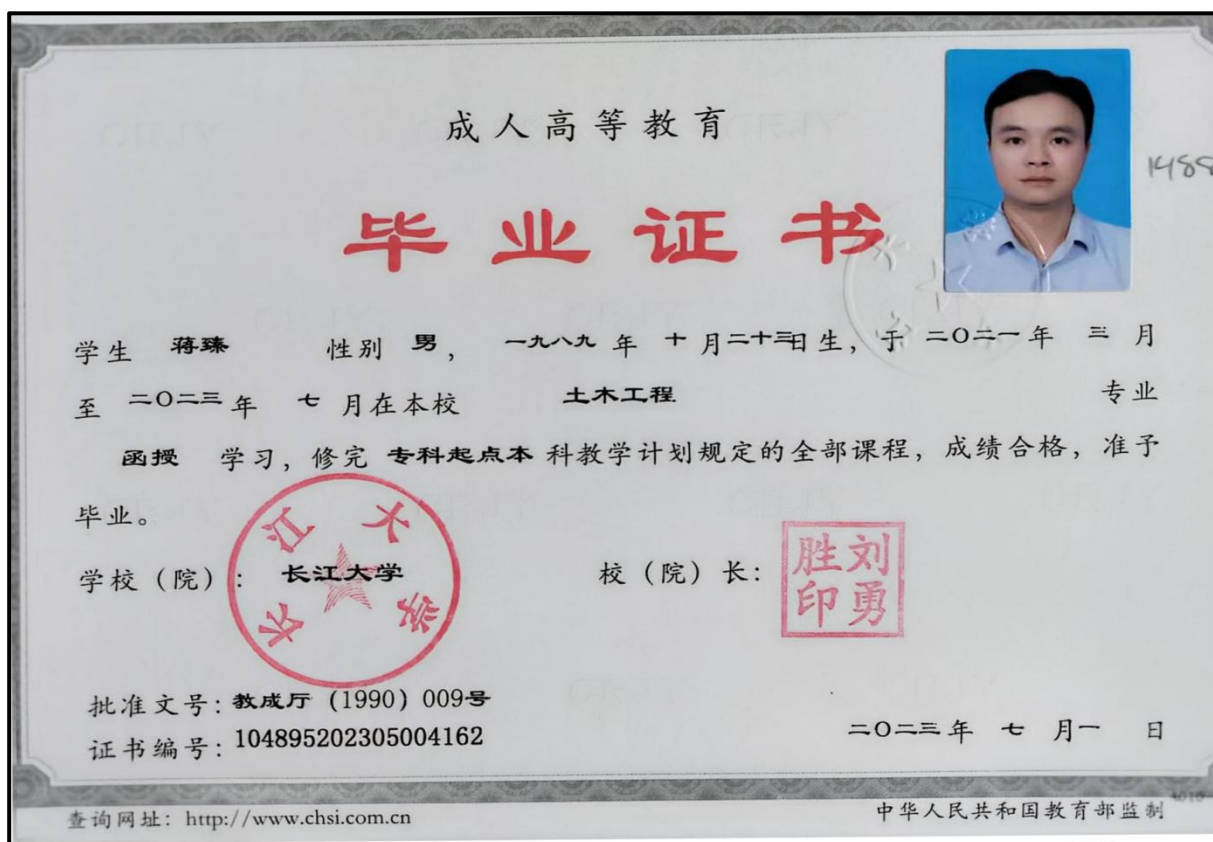 成人高等教育
1488
毕业证书
学生 蒋臻 性别 男, 一九八九 年 十 月二十三日生, 于 二〇二一年 三 月
至 二〇二三年 七 月在本校 土木工程 专业
函授 学习, 修完 专科起点本 科教学计划规定的全部课程, 成绩合格, 准予
毕业。
学校（院）: 长江大学
长江大学
校（院）长:
刘勇胜印
批准文号: 教成厅 (1990) 009号
证书编号: 104895202305004162
二〇二三年 七 月一 日
查询网址: http://www.chsi.com.cn
中华人民共和国教育部监制